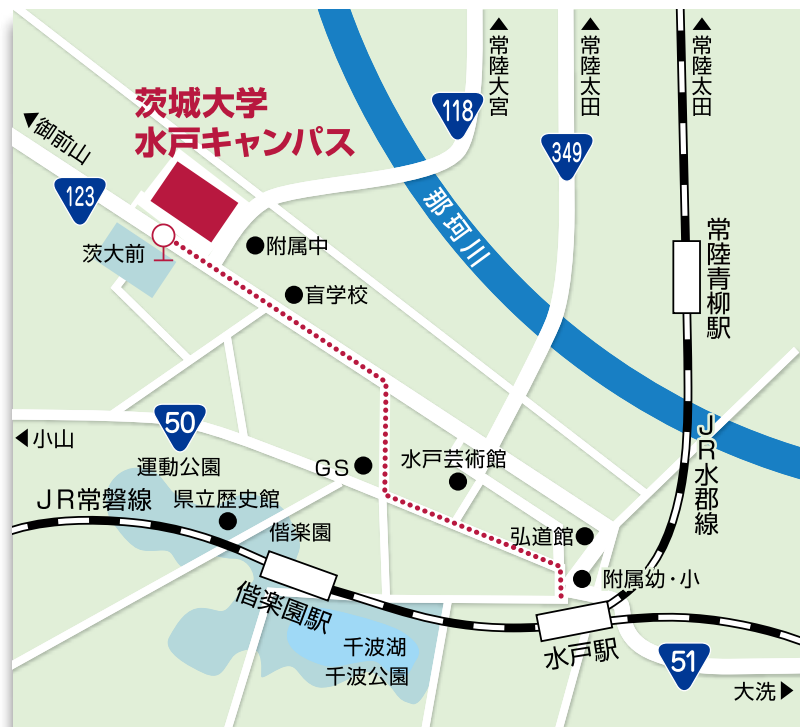 茨城大学
水戸キャンパス
御前山
123
118
349
常陸大宮
常陸太田
常陸太田
那珂川
茨大前
附属中
盲学校
常陸青柳駅
50
小山
運動公園
GS
水戸芸術館
JR水郡線
JR常磐線
県立歴史館
偕楽園
弘道館
附属幼・小
偕楽園駅
千波湖
千波公園
水戸駅
51
大洗